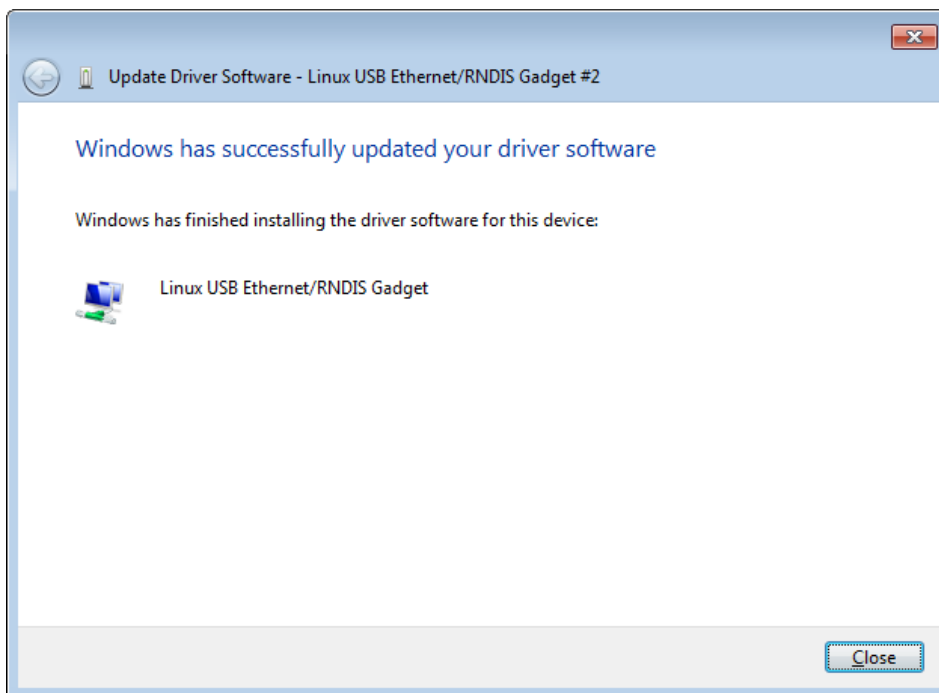 Update Driver Software - Linux USB Ethernet/RNDIS Gadget #2
Windows has successfully updated your driver software
Windows has finished installing the driver software for this device:
Linux USB Ethernet/RNDIS Gadget
Close